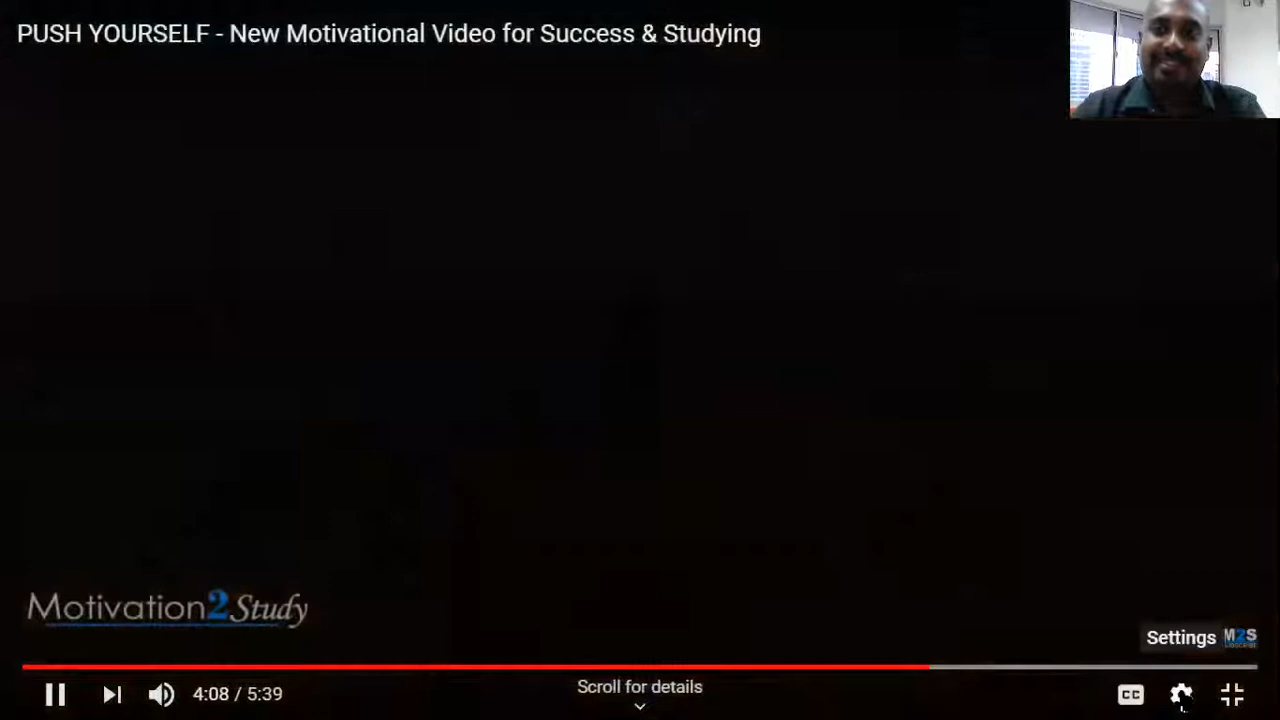 PUSH YOURSELF - New Motivational Video for Success & Studying
Motivation2Study
Settings
M2S
SUBSCRIBE
4:08 / 5:39
Scroll for details
CC